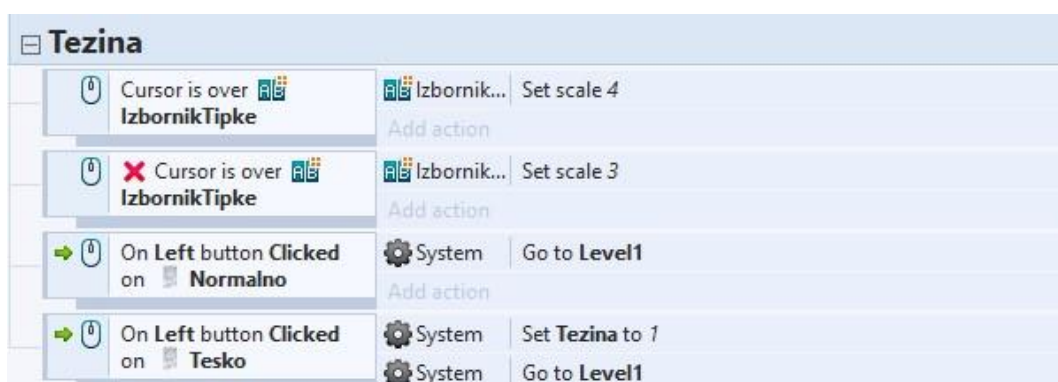 Tezina
Cursor is over
IzbornikTipke
Izbornik... Set scale 4
Add action
Cursor is over
IzbornikTipke
Izbornik... Set scale 3
Add action
On Left button Clicked
on Normalno
System Go to Level1
Add action
On Left button Clicked
on Tesko
System Set Tezina to 1
System Go to Level1